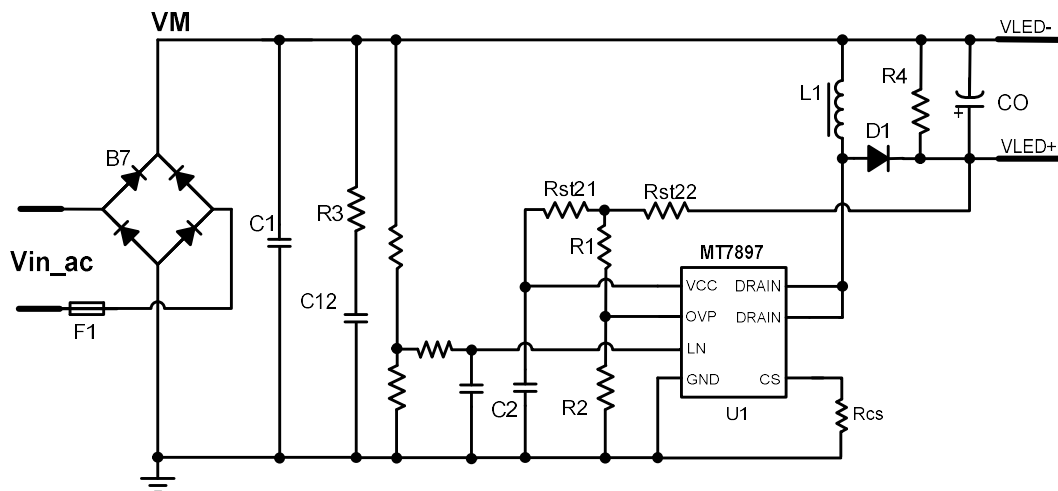 VM
VLED-
R4
L1
CO
D1
VLED+
B7
Rst21
Rst22
C1
R3
R1
MT7897
Vin_ac
VCC
DRAIN
C12
OVP
DRAIN
F1
LN
GND
CS
C2
R2
U1
Rcs
+